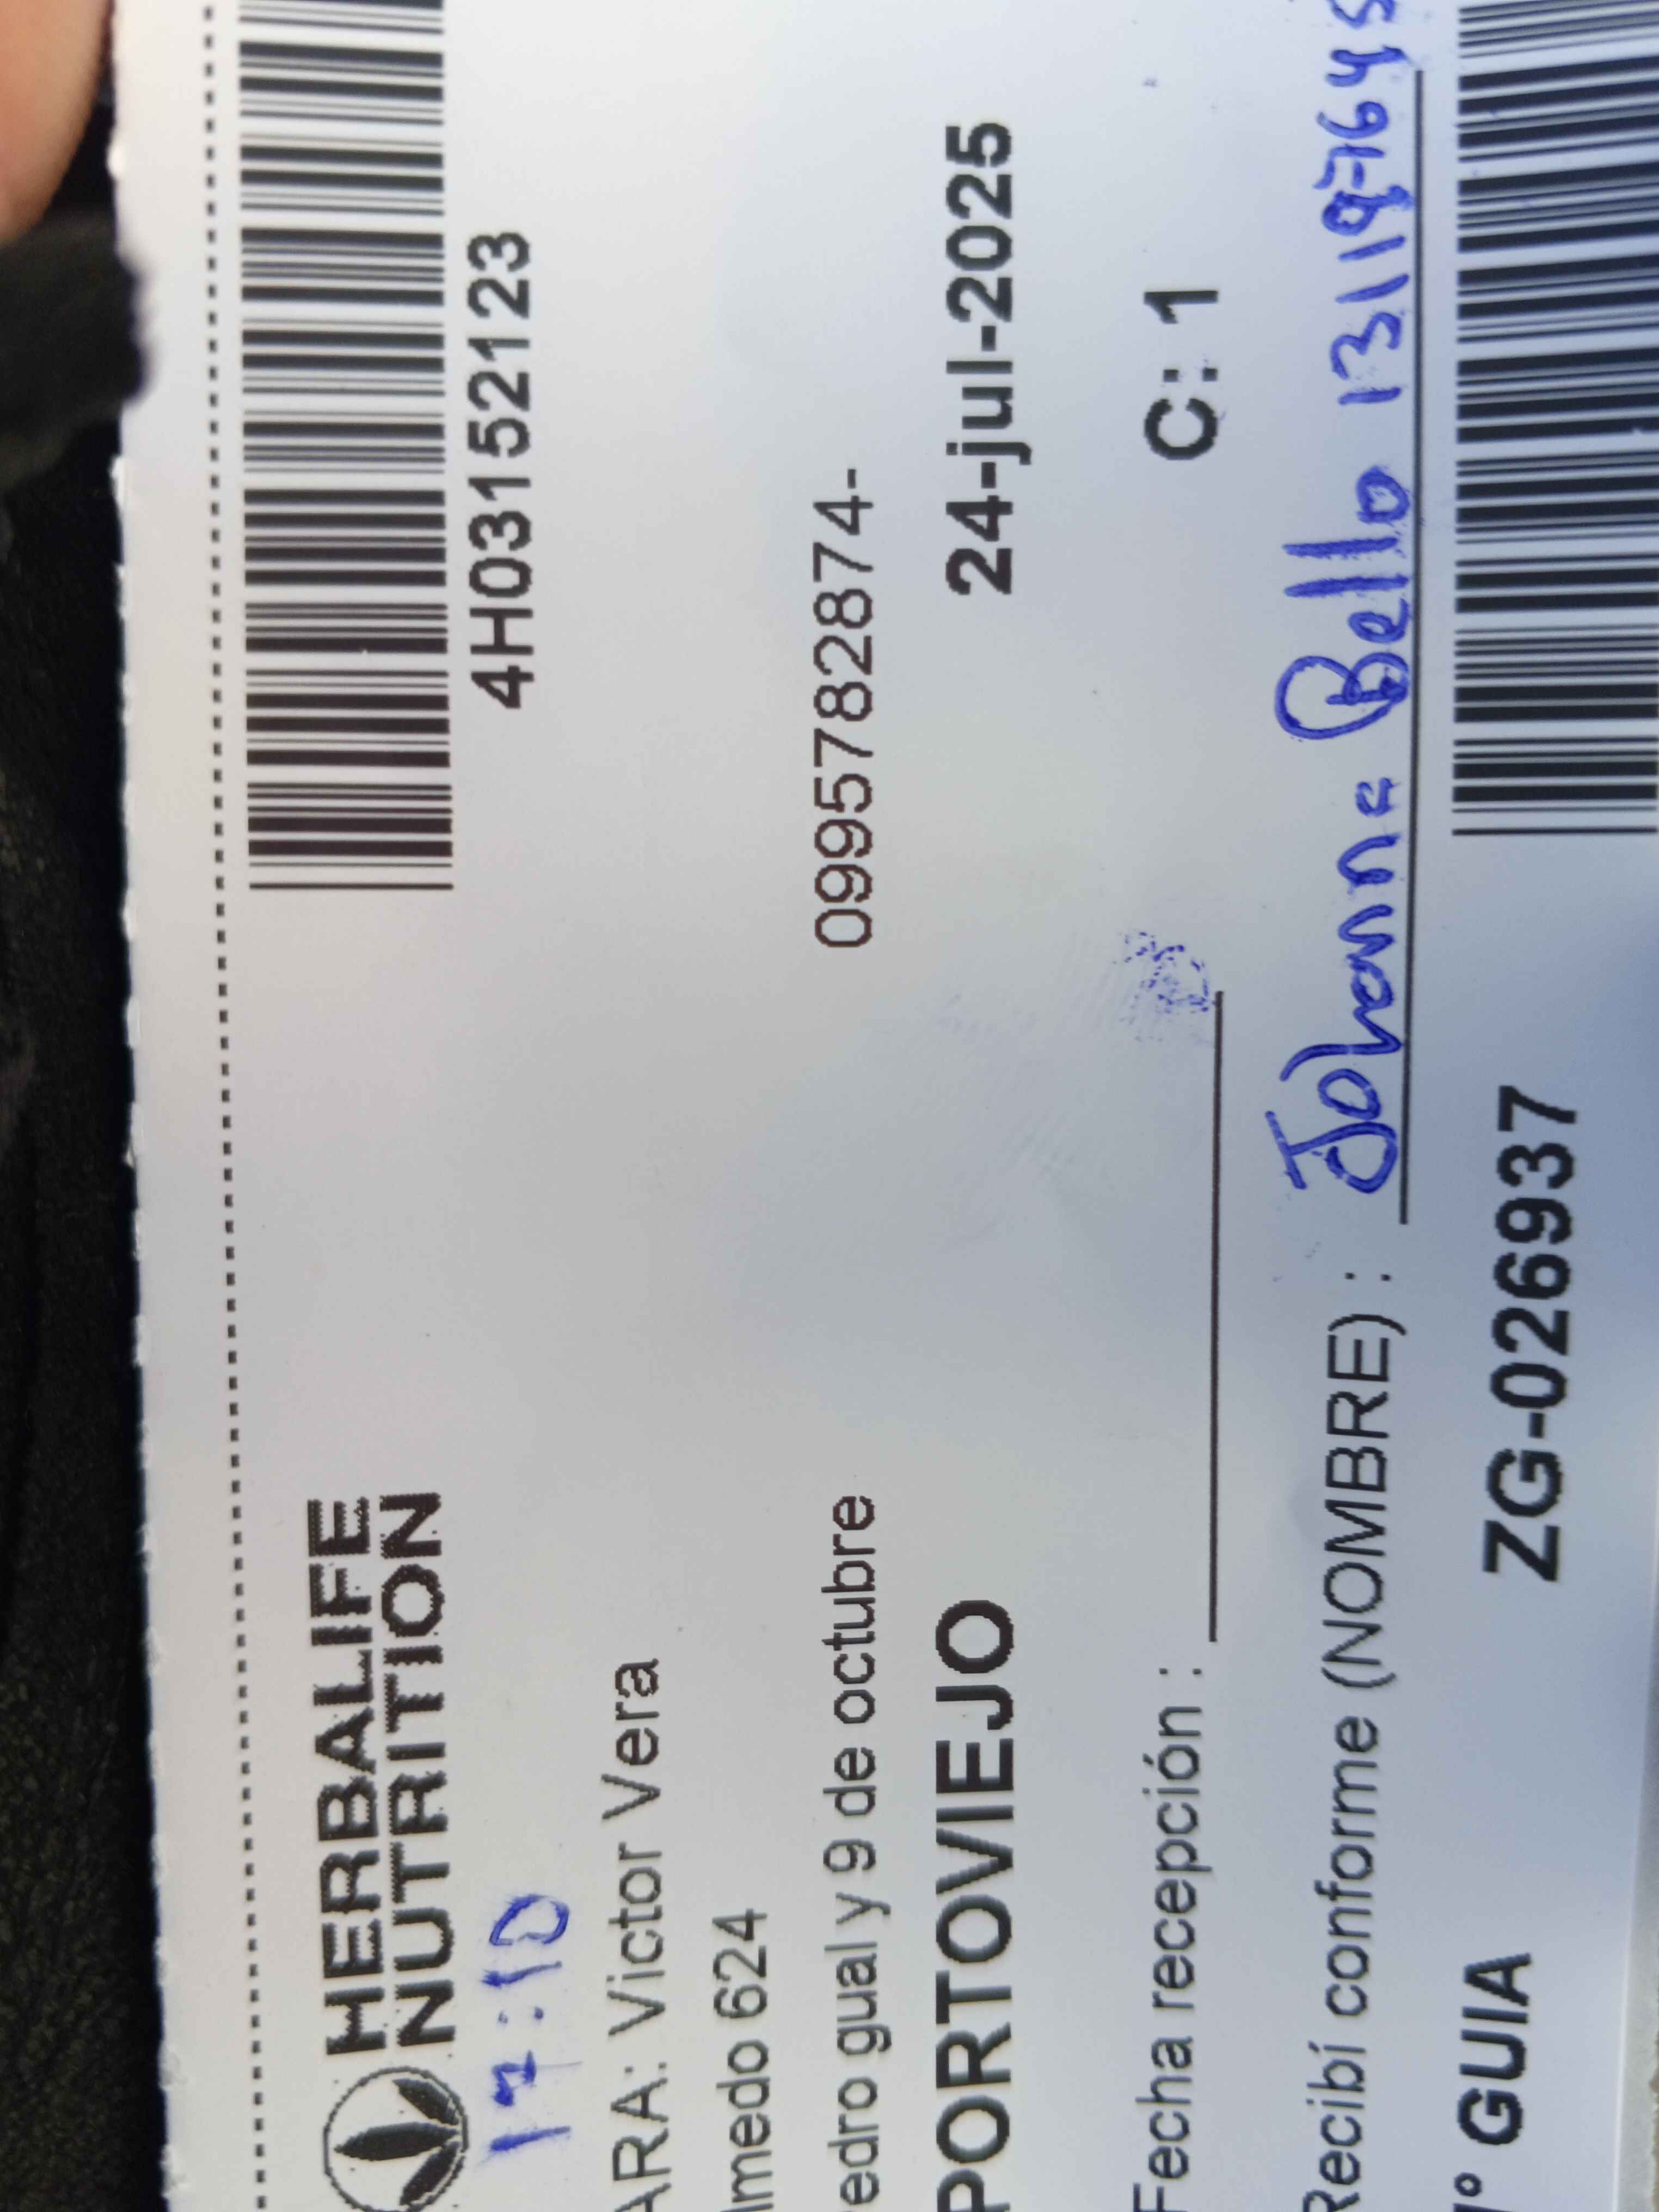 HERBALIFE
NUTRITION
4H03152123
17:10
ARA: Victor Vera
lmedo 624
edro gual y 9 de octubre
0995782874-
PORTOVIEJO
24-jul-2025
Fecha recepción :
C: 1
Recibí conforme (NOMBRE) : Johanna Bello
° GUIA
ZG-026937